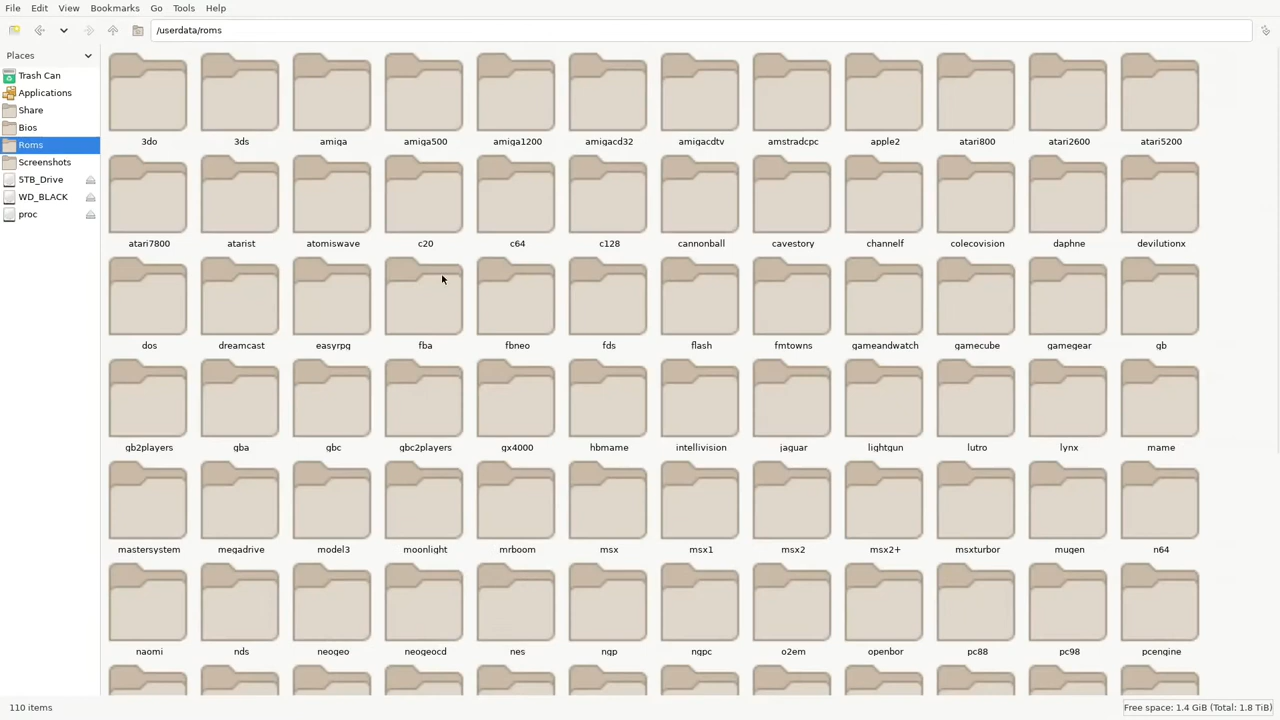 File Edit View Bookmarks Go Tools Help
/userdata/roms
Places
Trash Can
Applications
Share
Bios
Roms
Screenshots
5TB_Drive
WD_BLACK
proc
3do 3ds amiga amiga500 amiga1200 amigacd32 amigacdtv amstradcpc apple2 atari800 atari2600 atari5200
atari7800 atarist atomiswave c20 c64 c128 cannonball cavestory channelf colecovision daphne devilutionx
dos dreamcast easyrpg fba fbneo fds flash fmtowns gameandwatch gamecube gamegear gb
gb2players gba gbc gbc2players gx4000 hbmame intellivision jaguar lightgun lutro lynx mame
mastersystem megadrive model3 moonlight mrboom msx msx1 msx2 msx2+ msxturbor mugen n64
naomi nds neogeo neogeocd nes ngp ngpc o2em openbor pc88 pc98 pcengine
110 items
Free space: 1.4 GiB (Total: 1.8 TiB)